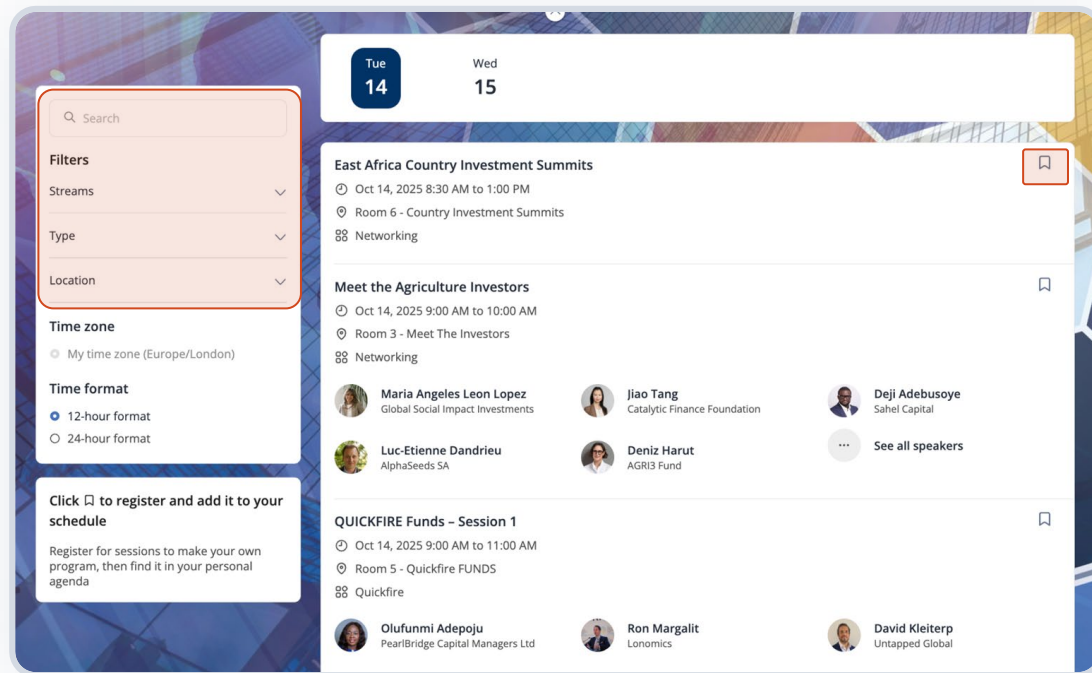 Tue
14
Wed
15
Search
Filters
Streams
Type
Location
Time zone
My time zone (Europe/London)
Time format
12-hour format
24-hour format
Click to register and add it to your
schedule
Register for sessions to make your own
program, then find it in your personal
agenda
East Africa Country Investment Summits
Oct 14, 2025 8:30 AM to 1:00 PM
Room 6 - Country Investment Summits
Networking
Meet the Agriculture Investors
Oct 14, 2025 9:00 AM to 10:00 AM
Room 3 - Meet The Investors
Networking
Maria Angeles Leon Lopez
Global Social Impact Investments
Jiao Tang
Catalytic Finance Foundation
Deji Adebusoye
Sahel Capital
Luc-Etienne Dandrieu
AlphaSeeds SA
Deniz Harut
AGRI3 Fund
See all speakers
QUICKFIRE Funds – Session 1
Oct 14, 2025 9:00 AM to 11:00 AM
Room 5 - Quickfire FUNDS
Quickfire
Olufunmi Adepoju
PearlBridge Capital Managers Ltd
Ron Margalit
Lonomics
David Kleiterp
Untapped Global